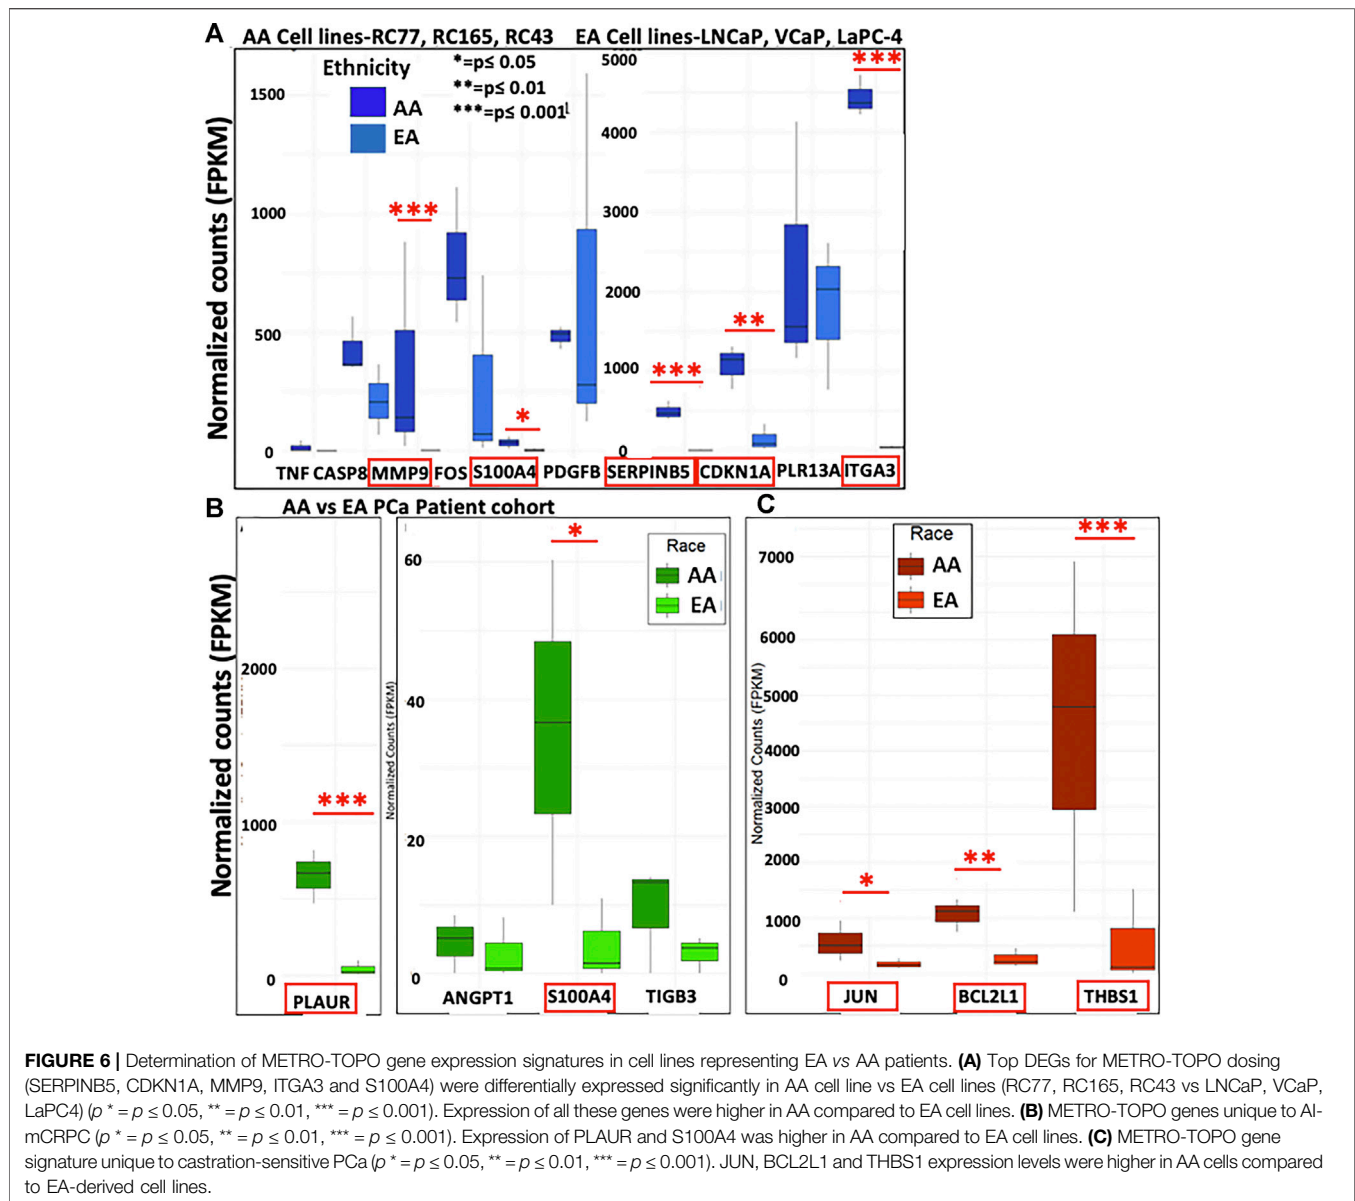 A AA Cell lines-RC77, RC165, RC43 EA Cell lines-LNCaP, VCaP, LaPC-4
Normalized counts (FPKM)
Ethnicity
AA
EA
*=p≤ 0.05
**=p≤ 0.01
***=p≤ 0.001
1500
1000
500
0
5000
4000
3000
2000
1000
0
***
*
***
**
***
TNF CASP8 MMP9 FOS S100A4 PDGFB SERPINB5 CDKN1A PLR13A ITGA3
B AA vs EA PCa Patient cohort
Normalized counts (FPKM)
2000
1000
0
***
PLAUR
Normalized Counts (FPKM)
60
40
20
0
*
Race
AA
EA
ANGPT1 S100A4 TIGB3
C
Normalized Counts (FPKM)
7000
6000
5000
4000
3000
2000
1000
0
Race
AA
EA
*
**
***
JUN BCL2L1 THBS1
FIGURE 6 | Determination of METRO-TOPO gene expression signatures in cell lines representing EA vs AA patients. (A) Top DEGs for METRO-TOPO dosing
(SERPINB5, CDKN1A, MMP9, ITGA3 and S100A4) were differentially expressed significantly in AA cell line vs EA cell lines (RC77, RC165, RC43 vs LNCaP, VCaP,
LaPC4) (p * = p ≤ 0.05, ** = p ≤ 0.01, *** = p ≤ 0.001). Expression of all these genes were higher in AA compared to EA cell lines. (B) METRO-TOPO genes unique to AI-
mCRPC (p * = p ≤ 0.05, ** = p ≤ 0.01, *** = p ≤ 0.001). Expression of PLAUR and S100A4 was higher in AA compared to EA cell lines. (C) METRO-TOPO gene
signature unique to castration-sensitive PCa (p * = p ≤ 0.05, ** = p ≤ 0.01, *** = p ≤ 0.001). JUN, BCL2L1 and THBS1 expression levels were higher in AA cells compared
to EA-derived cell lines.